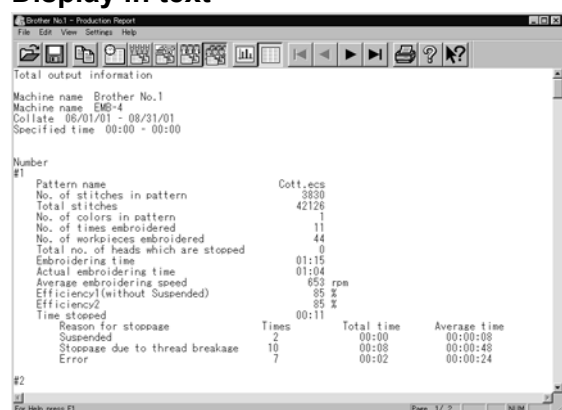 Display in text
Brother No.1 - Production Report
File Edit View Settings Help
Total output information
Machine name Brother No.1
Machine name EMB-4
Collate 06/01/01 - 08/31/01
Specified time 00:00 - 00:00
Number
#1
Pattern name Cott.ecs
No. of stitches in pattern 3830
Total stitches 42126
No. of colors in pattern 1
No. of times embroidered 11
No. of workpieces embroidered 44
Total no. of heads which are stopped 0
Embroidering time 01:15
Actual embroidering time 01:04
Average embroidering speed 653 rpm
Efficiency1(without Suspended) 85 %
Efficiency2 85 %
Time stopped 00:11
Reason for stoppage Times Total time Average time
Suspended 2 00:00 00:00:08
Stoppage due to thread breakage 10 00:08 00:00:48
Error 7 00:02 00:00:24
#2
For Help press F1 Page 1/ 2 NUM